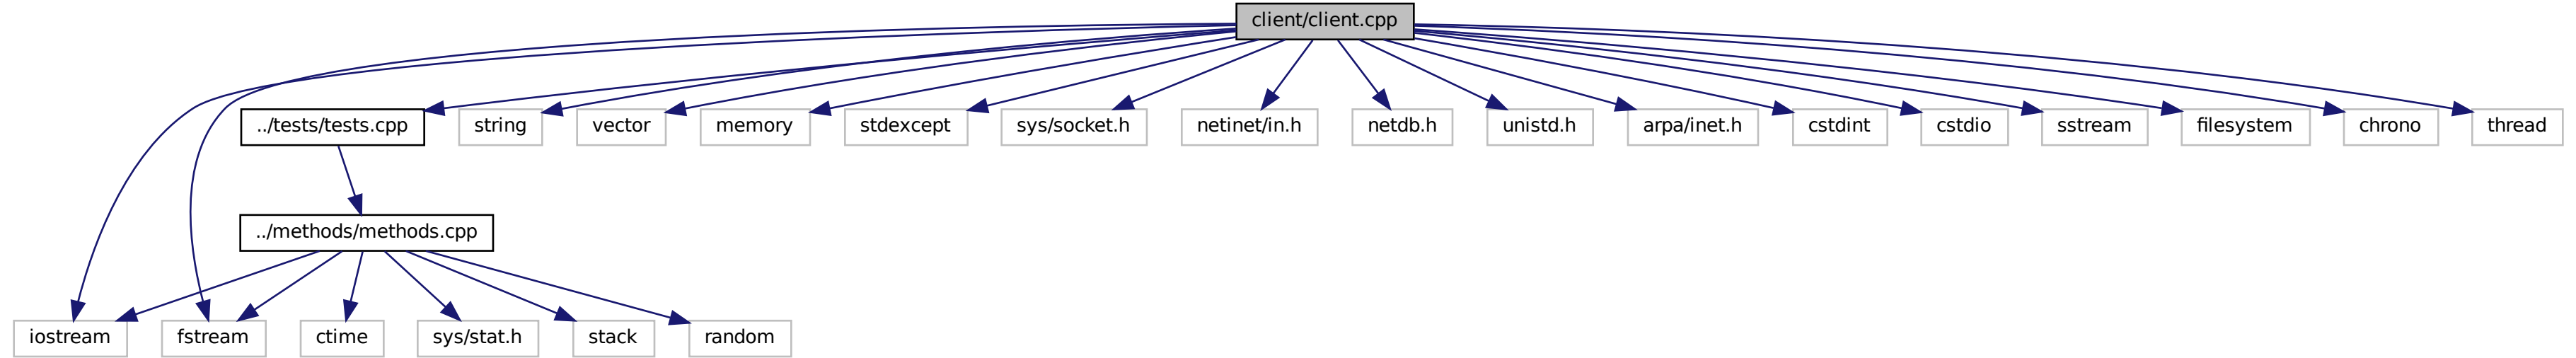 client/client.cpp
../tests/tests.cpp
string
vector
memory
stdexcept
sys/socket.h
netinet/in.h
netdb.h
unistd.h
arpa/inet.h
cstdint
cstdio
sstream
filesystem
chrono
thread
../methods/methods.cpp
iostream
fstream
ctime
sys/stat.h
stack
random